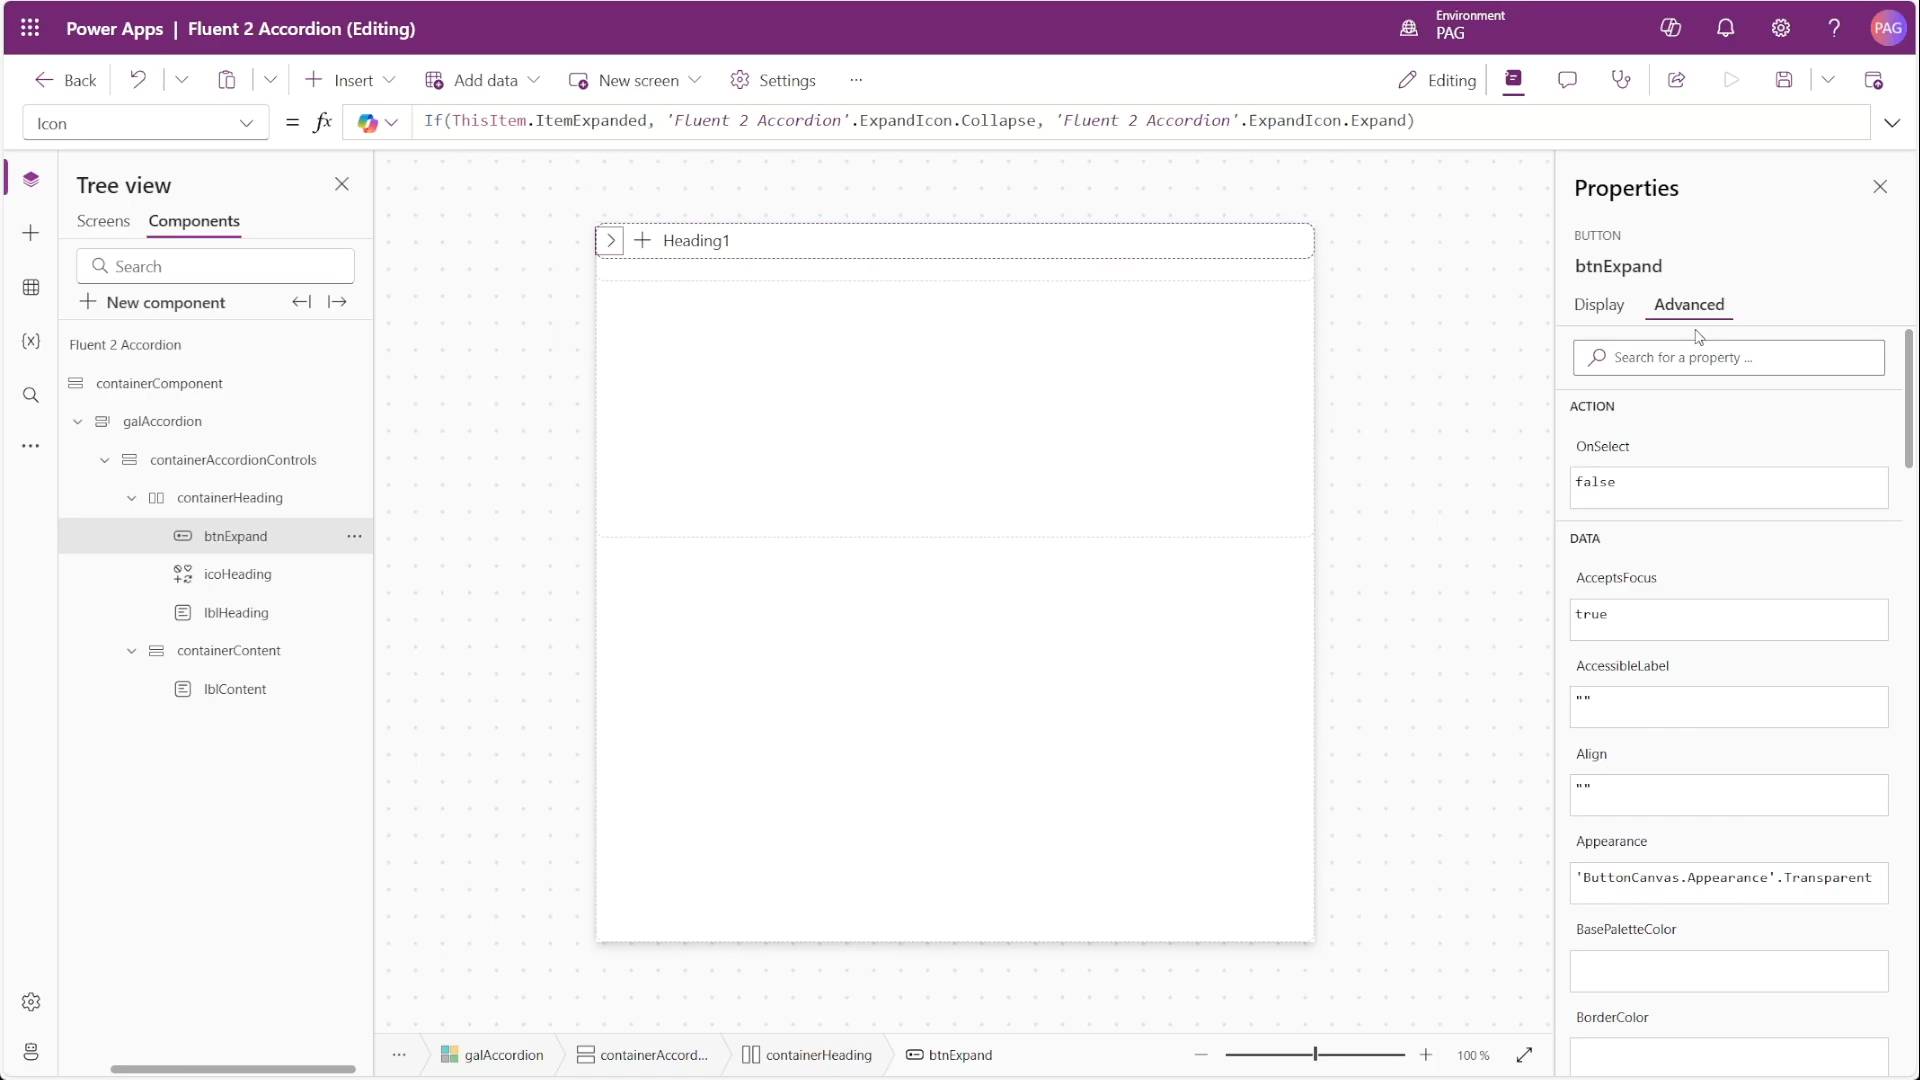 Power Apps | Fluent 2 Accordion (Editing)
Environment
PAG
PAG
Back
Insert
Add data
New screen
Settings
Editing
Icon
= fx
If(ThisItem.ItemExpanded, 'Fluent 2 Accordion'.ExpandIcon.Collapse, 'Fluent 2 Accordion'.ExpandIcon.Expand)
Tree view
Screens
Components
Search
New component
Fluent 2 Accordion
containerComponent
galAccordion
containerAccordionControls
containerHeading
btnExpand
icoHeading
lblHeading
containerContent
lblContent
Heading1
galAccordion
containerAccord...
containerHeading
btnExpand
100 %
Properties
BUTTON
btnExpand
Display
Advanced
Search for a property ...
ACTION
OnSelect
false
DATA
AcceptsFocus
true
AccessibleLabel
""
Align
""
Appearance
'ButtonCanvas.Appearance'.Transparent
BasePaletteColor
BorderColor